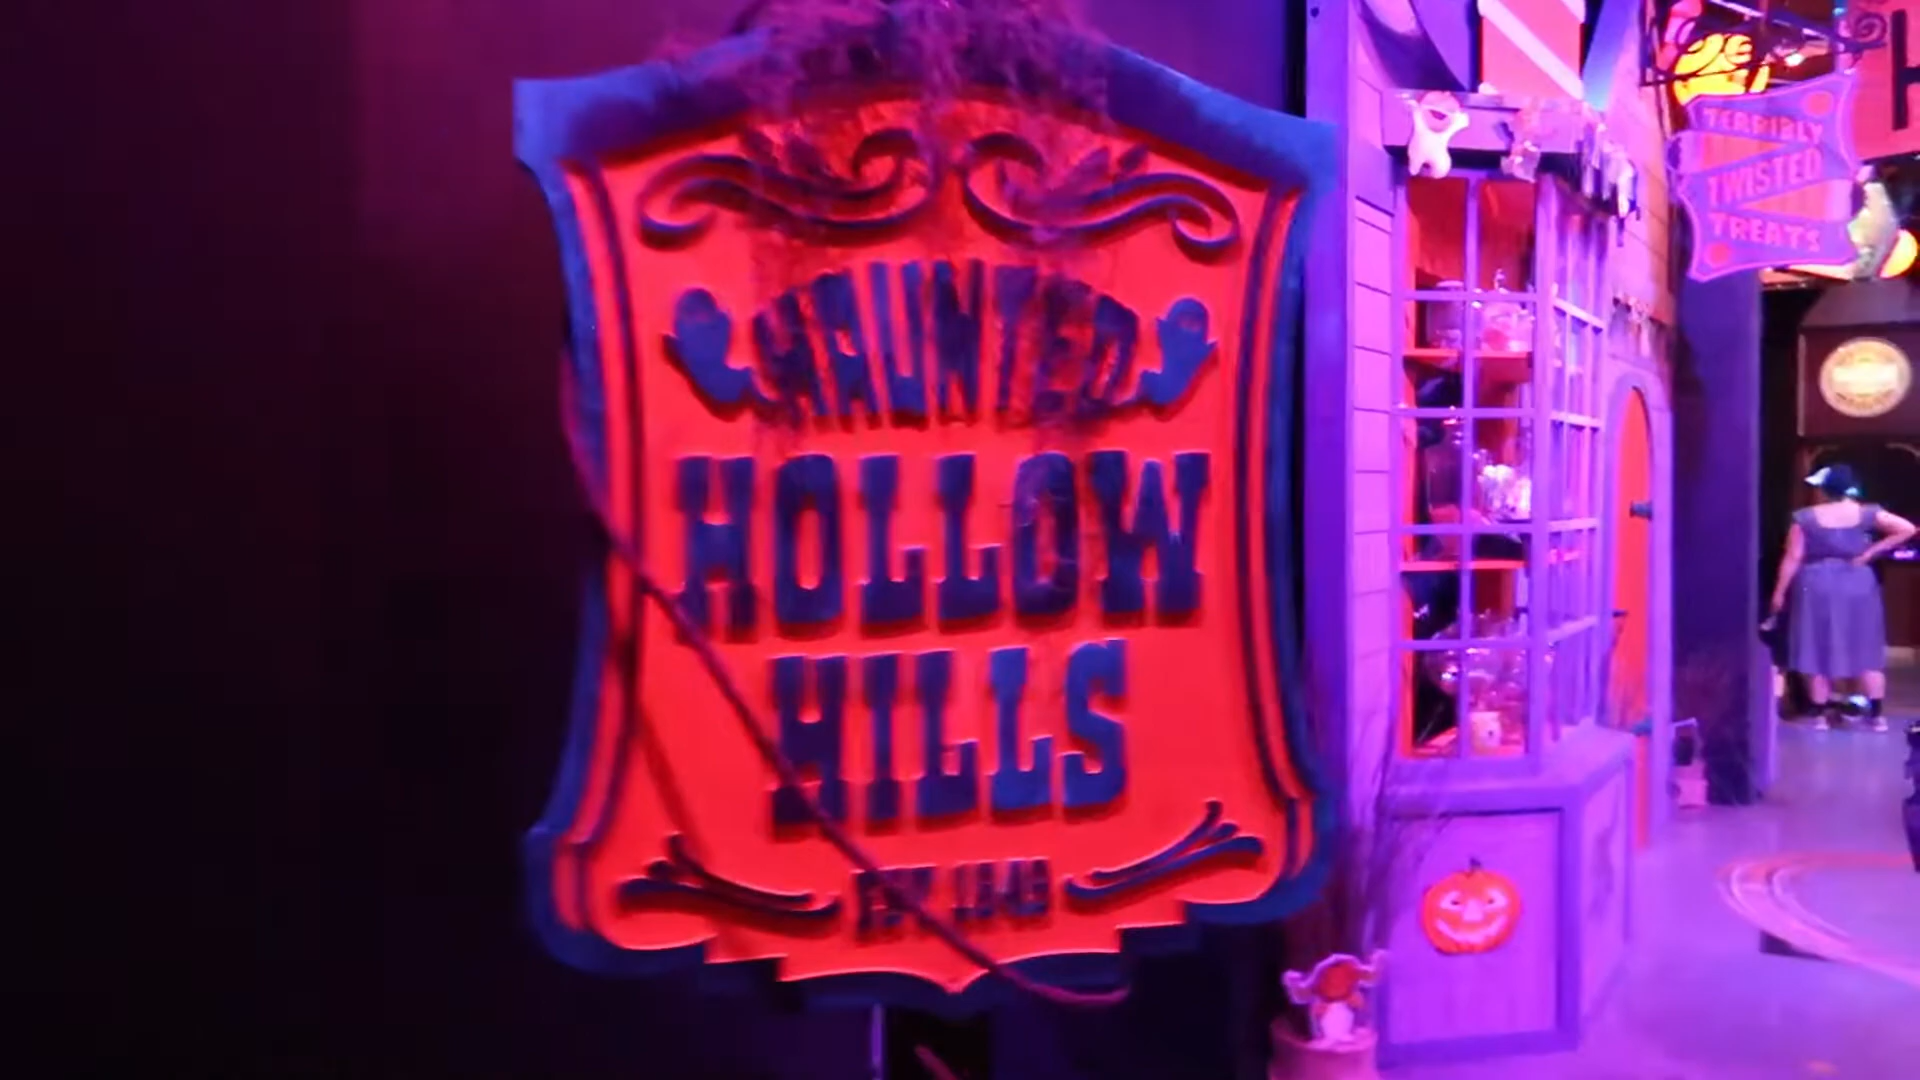 HAUNTED
HOLLOW
HILLS
TERRIBLY
TWISTED
TREATS